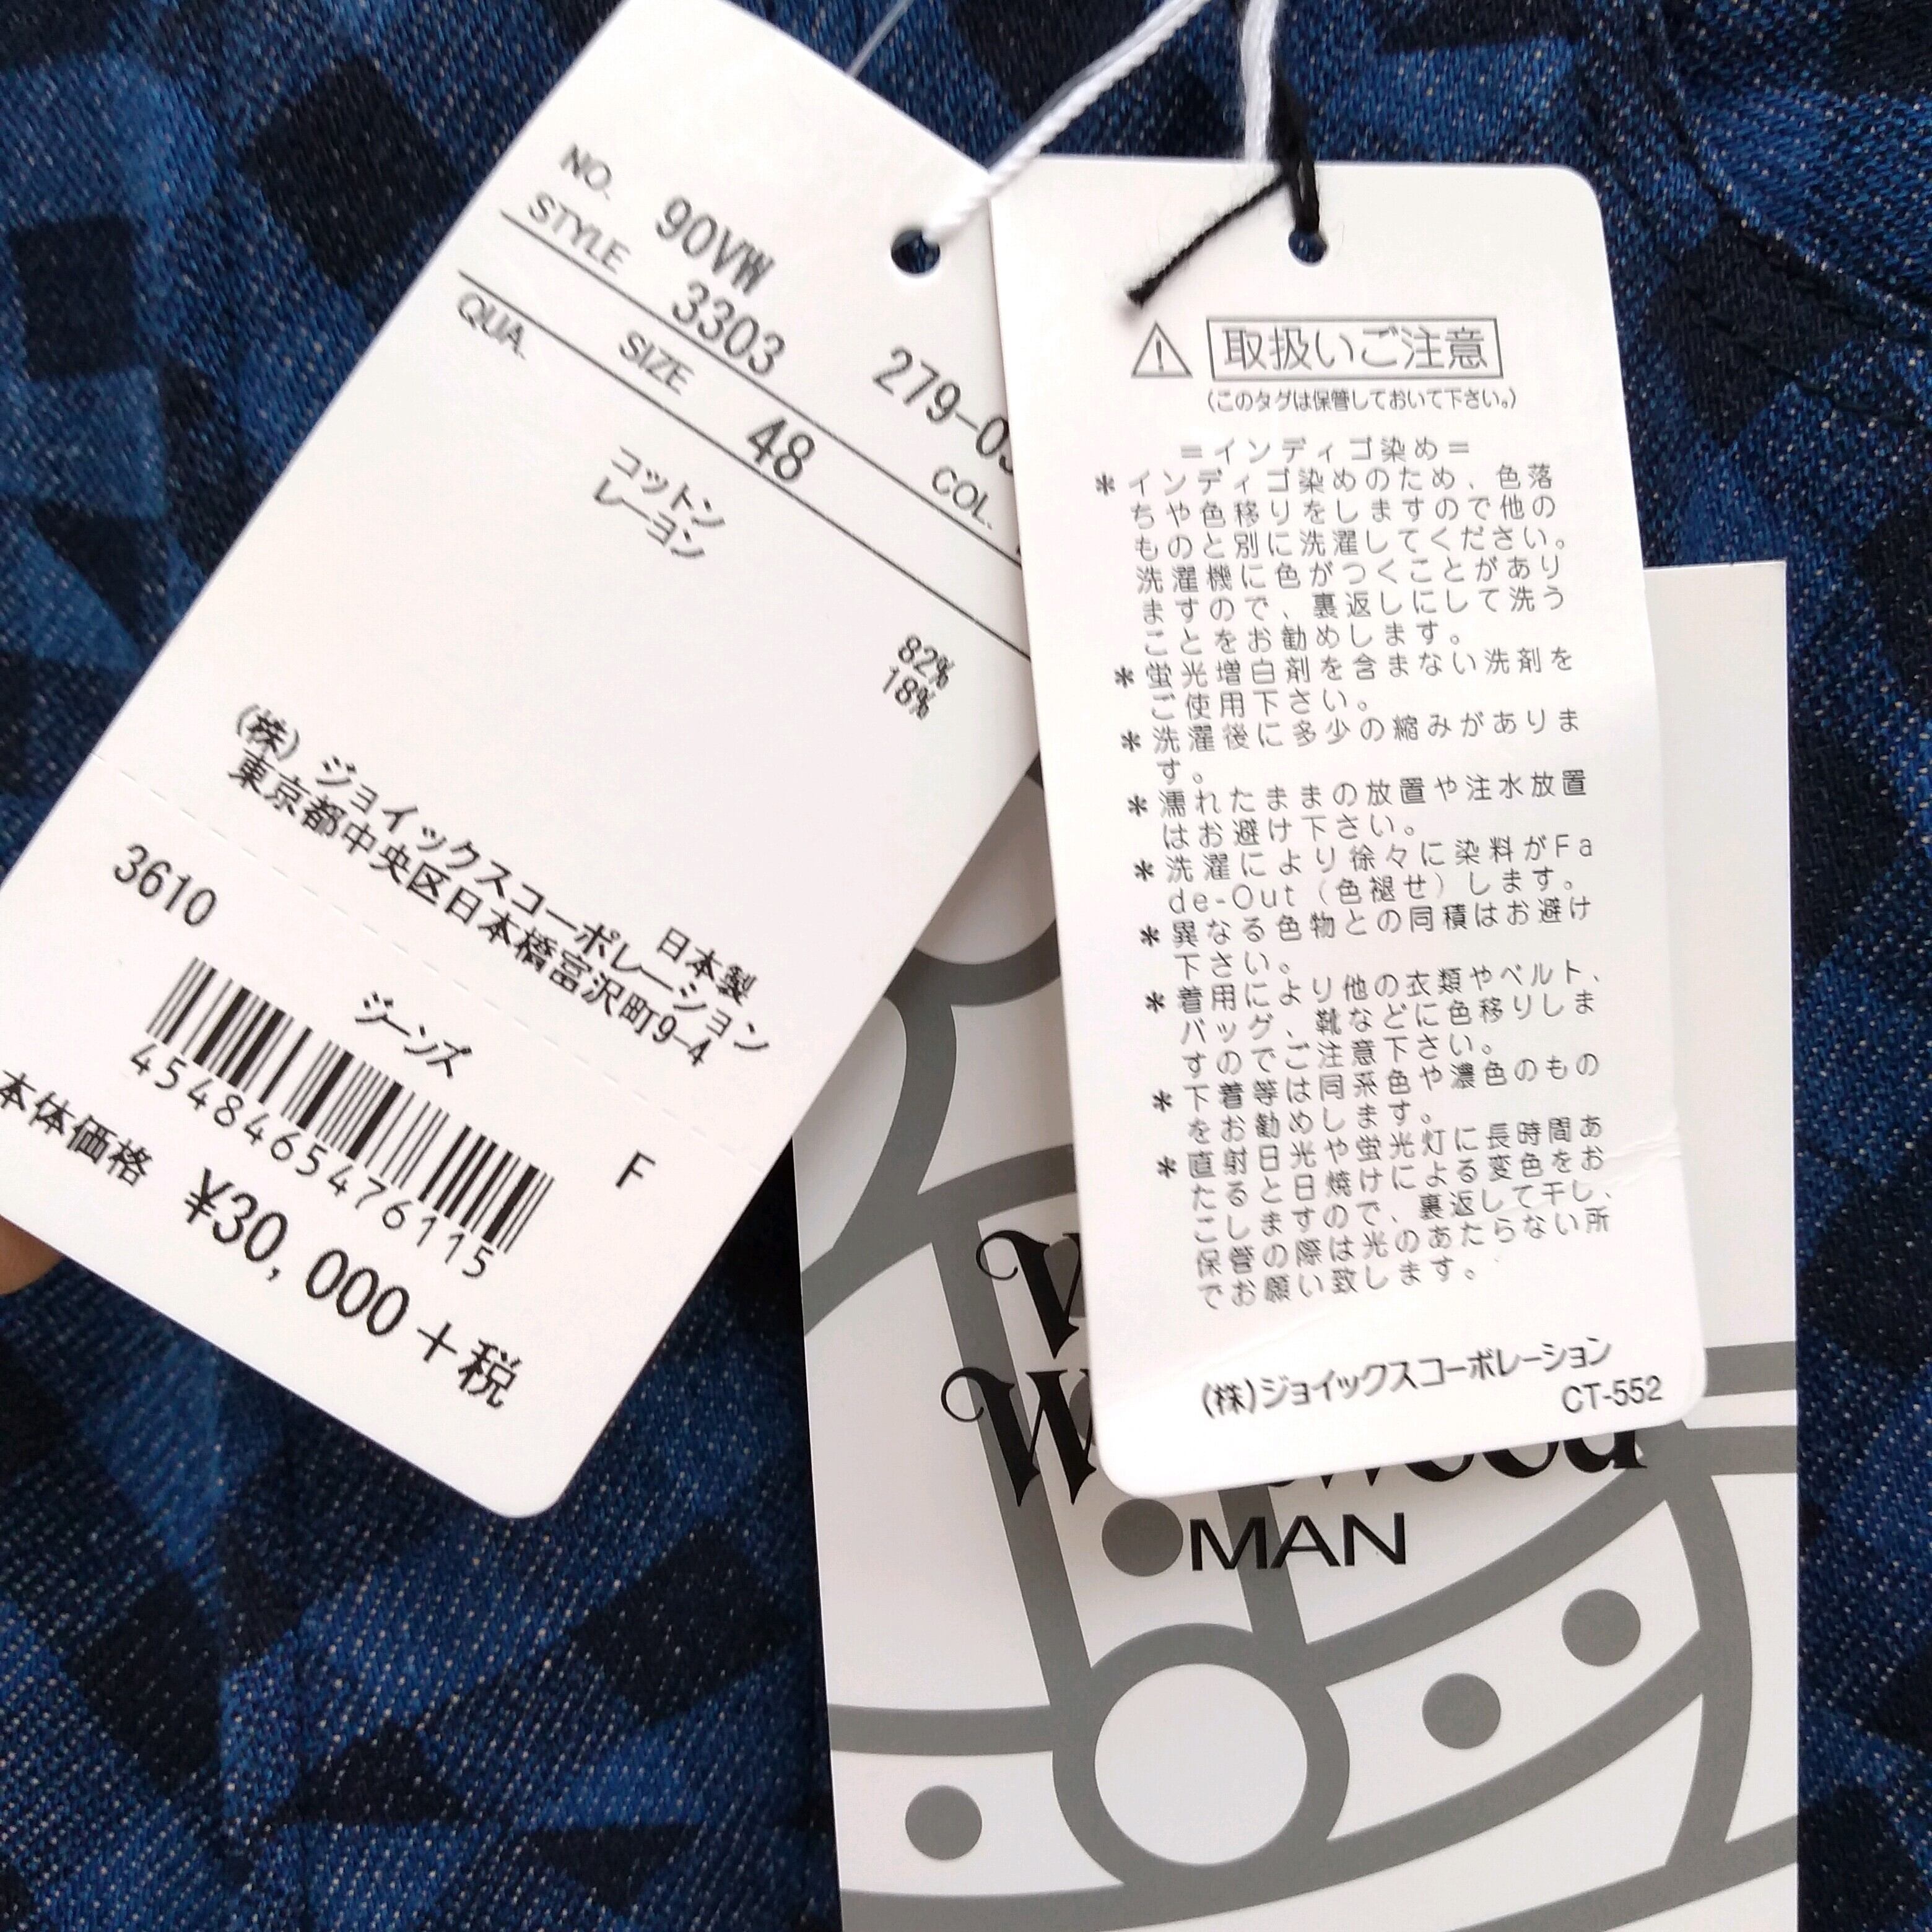 NO. 90VW
STYLE 3303 279-0
QUA. SIZE 48 COL.
コットン 82%
レーヨン 18%
日本製
(株) ジョイックスコーポレーション
東京都中央区日本橋富沢町9-4
3610 ジーンズ F
4548465476115
本体価格 ¥30,000+税
取扱いご注意
(このタグは保管しておいて下さい。)
=インディゴ染め=
*インディゴ染めのため、色落
ちや色移りをしますので他の
ものと別に洗濯してください。
洗濯機に色がつくことがあり
ますので、裏返しにして洗う
ことをお勧めします。
*蛍光増白剤を含まない洗剤を
ご使用下さい。
*洗濯後に多少の縮みがありま
す。
*濡れたままの放置や注水放置
はお避け下さい。
*洗濯により徐々に染料がFa
de-Out(色褪せ)します。
*異なる色物との同積はお避け
下さい。
*着用により他の衣類やベルト、
バッグ、靴などに色移りしま
すのでご注意下さい。
*下着等は同系色や濃色のもの
をお勧めします。
*直射日光や蛍光灯に長時間あ
たると日焼けによる変色をお
こしますので、裏返して干し、
保管の際は光のあたらない所
でお願い致します。
(株)ジョイックスコーポレーション
CT-552
MAN